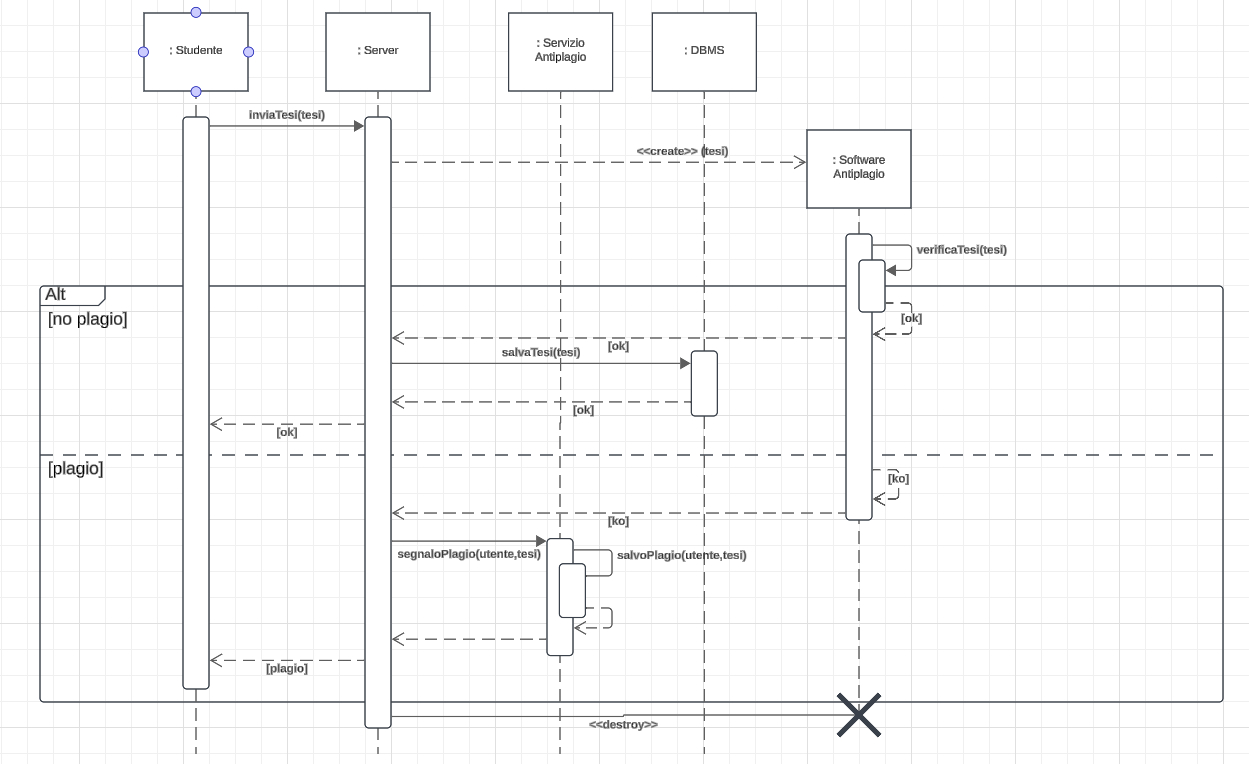 : Studente
: Server
: Servizio
Antiplagio
: DBMS
inviaTesi(tesi)
<<create>> (tesi)
: Software
Antiplagio
verificaTesi(tesi)
Alt
[no plagio]
[ok]
[ok]
salvaTesi(tesi)
[ok]
[ok]
[plagio]
[ko]
[ko]
segnaloPlagio(utente,tesi)
salvoPlagio(utente,tesi)
[plagio]
<<destroy>>